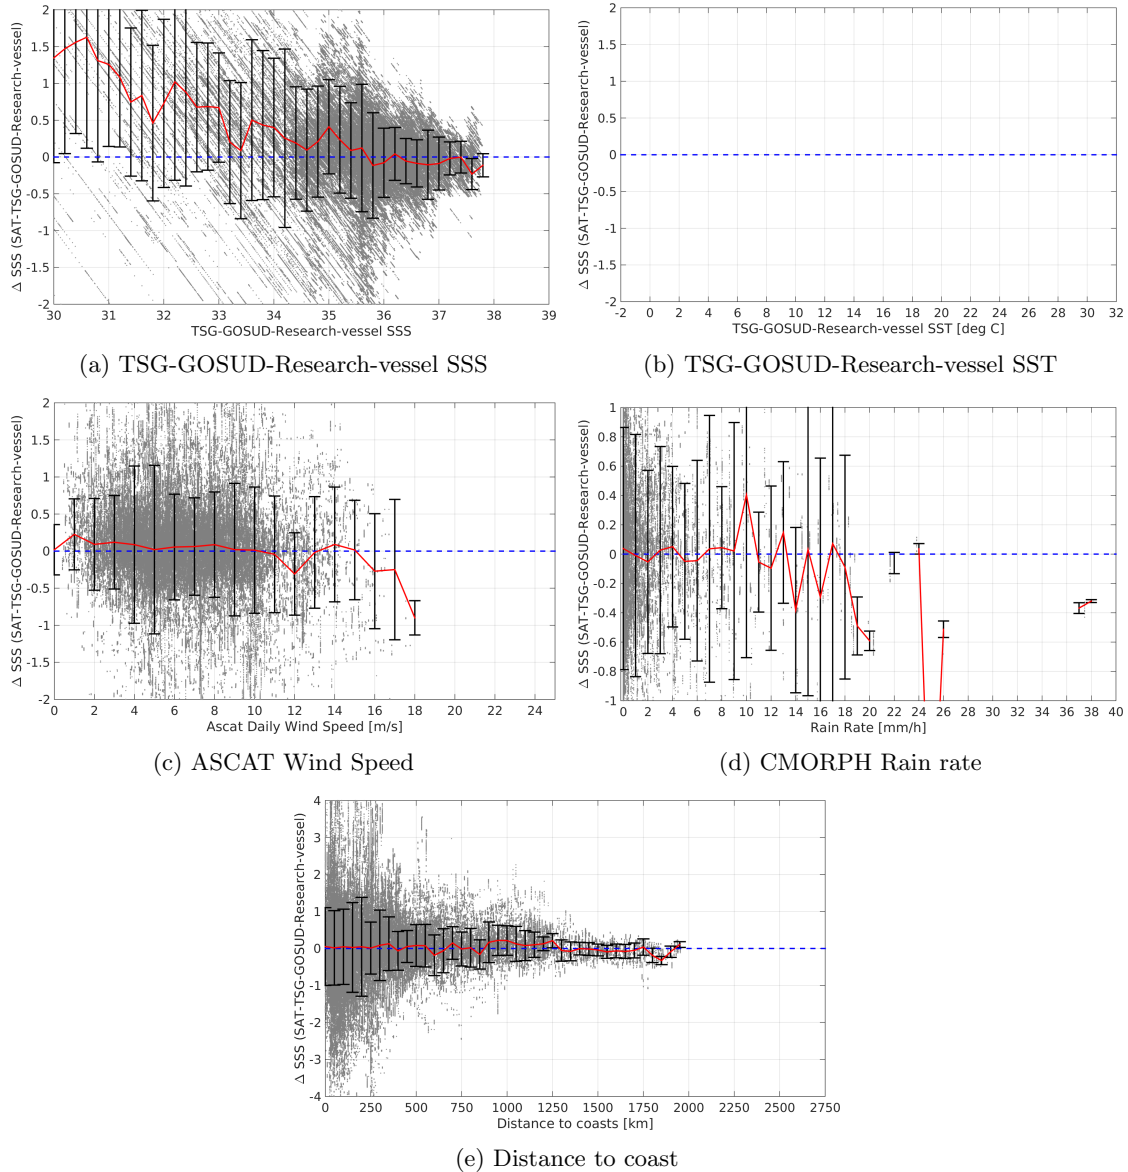 Δ SSS (SAT-TSG-GOSUD-Research-vessel)
2
1.5
1
0.5
0
-0.5
-1
-1.5
-2
30 31 32 33 34 35 36 37 38 39
TSG-GOSUD-Research-vessel SSS
(a) TSG-GOSUD-Research-vessel SSS
Δ SSS (SAT-TSG-GOSUD-Research-vessel)
2
1.5
1
0.5
0
-0.5
-1
-1.5
-2
-2 0 2 4 6 8 10 12 14 16 18 20 22 24 26 28 30 32
TSG-GOSUD-Research-vessel SST [deg C]
(b) TSG-GOSUD-Research-vessel SST
Δ SSS (SAT-TSG-GOSUD-Research-vessel)
2
1.5
1
0.5
0
-0.5
-1
-1.5
-2
0 2 4 6 8 10 12 14 16 18 20 22 24
Ascat Daily Wind Speed [m/s]
(c) ASCAT Wind Speed
Δ SSS (SAT-TSG-GOSUD-Research-vessel)
1
0.8
0.6
0.4
0.2
0
-0.2
-0.4
-0.6
-0.8
-1
0 2 4 6 8 10 12 14 16 18 20 22 24 26 28 30 32 34 36 38 40
Rain Rate [mm/h]
(d) CMORPH Rain rate
Δ SSS (SAT-TSG-GOSUD-Research-vessel)
4
3
2
1
0
-1
-2
-3
-4
0 250 500 750 1000 1250 1500 1750 2000 2250 2500 2750
Distance to coasts [km]
(e) Distance to coast